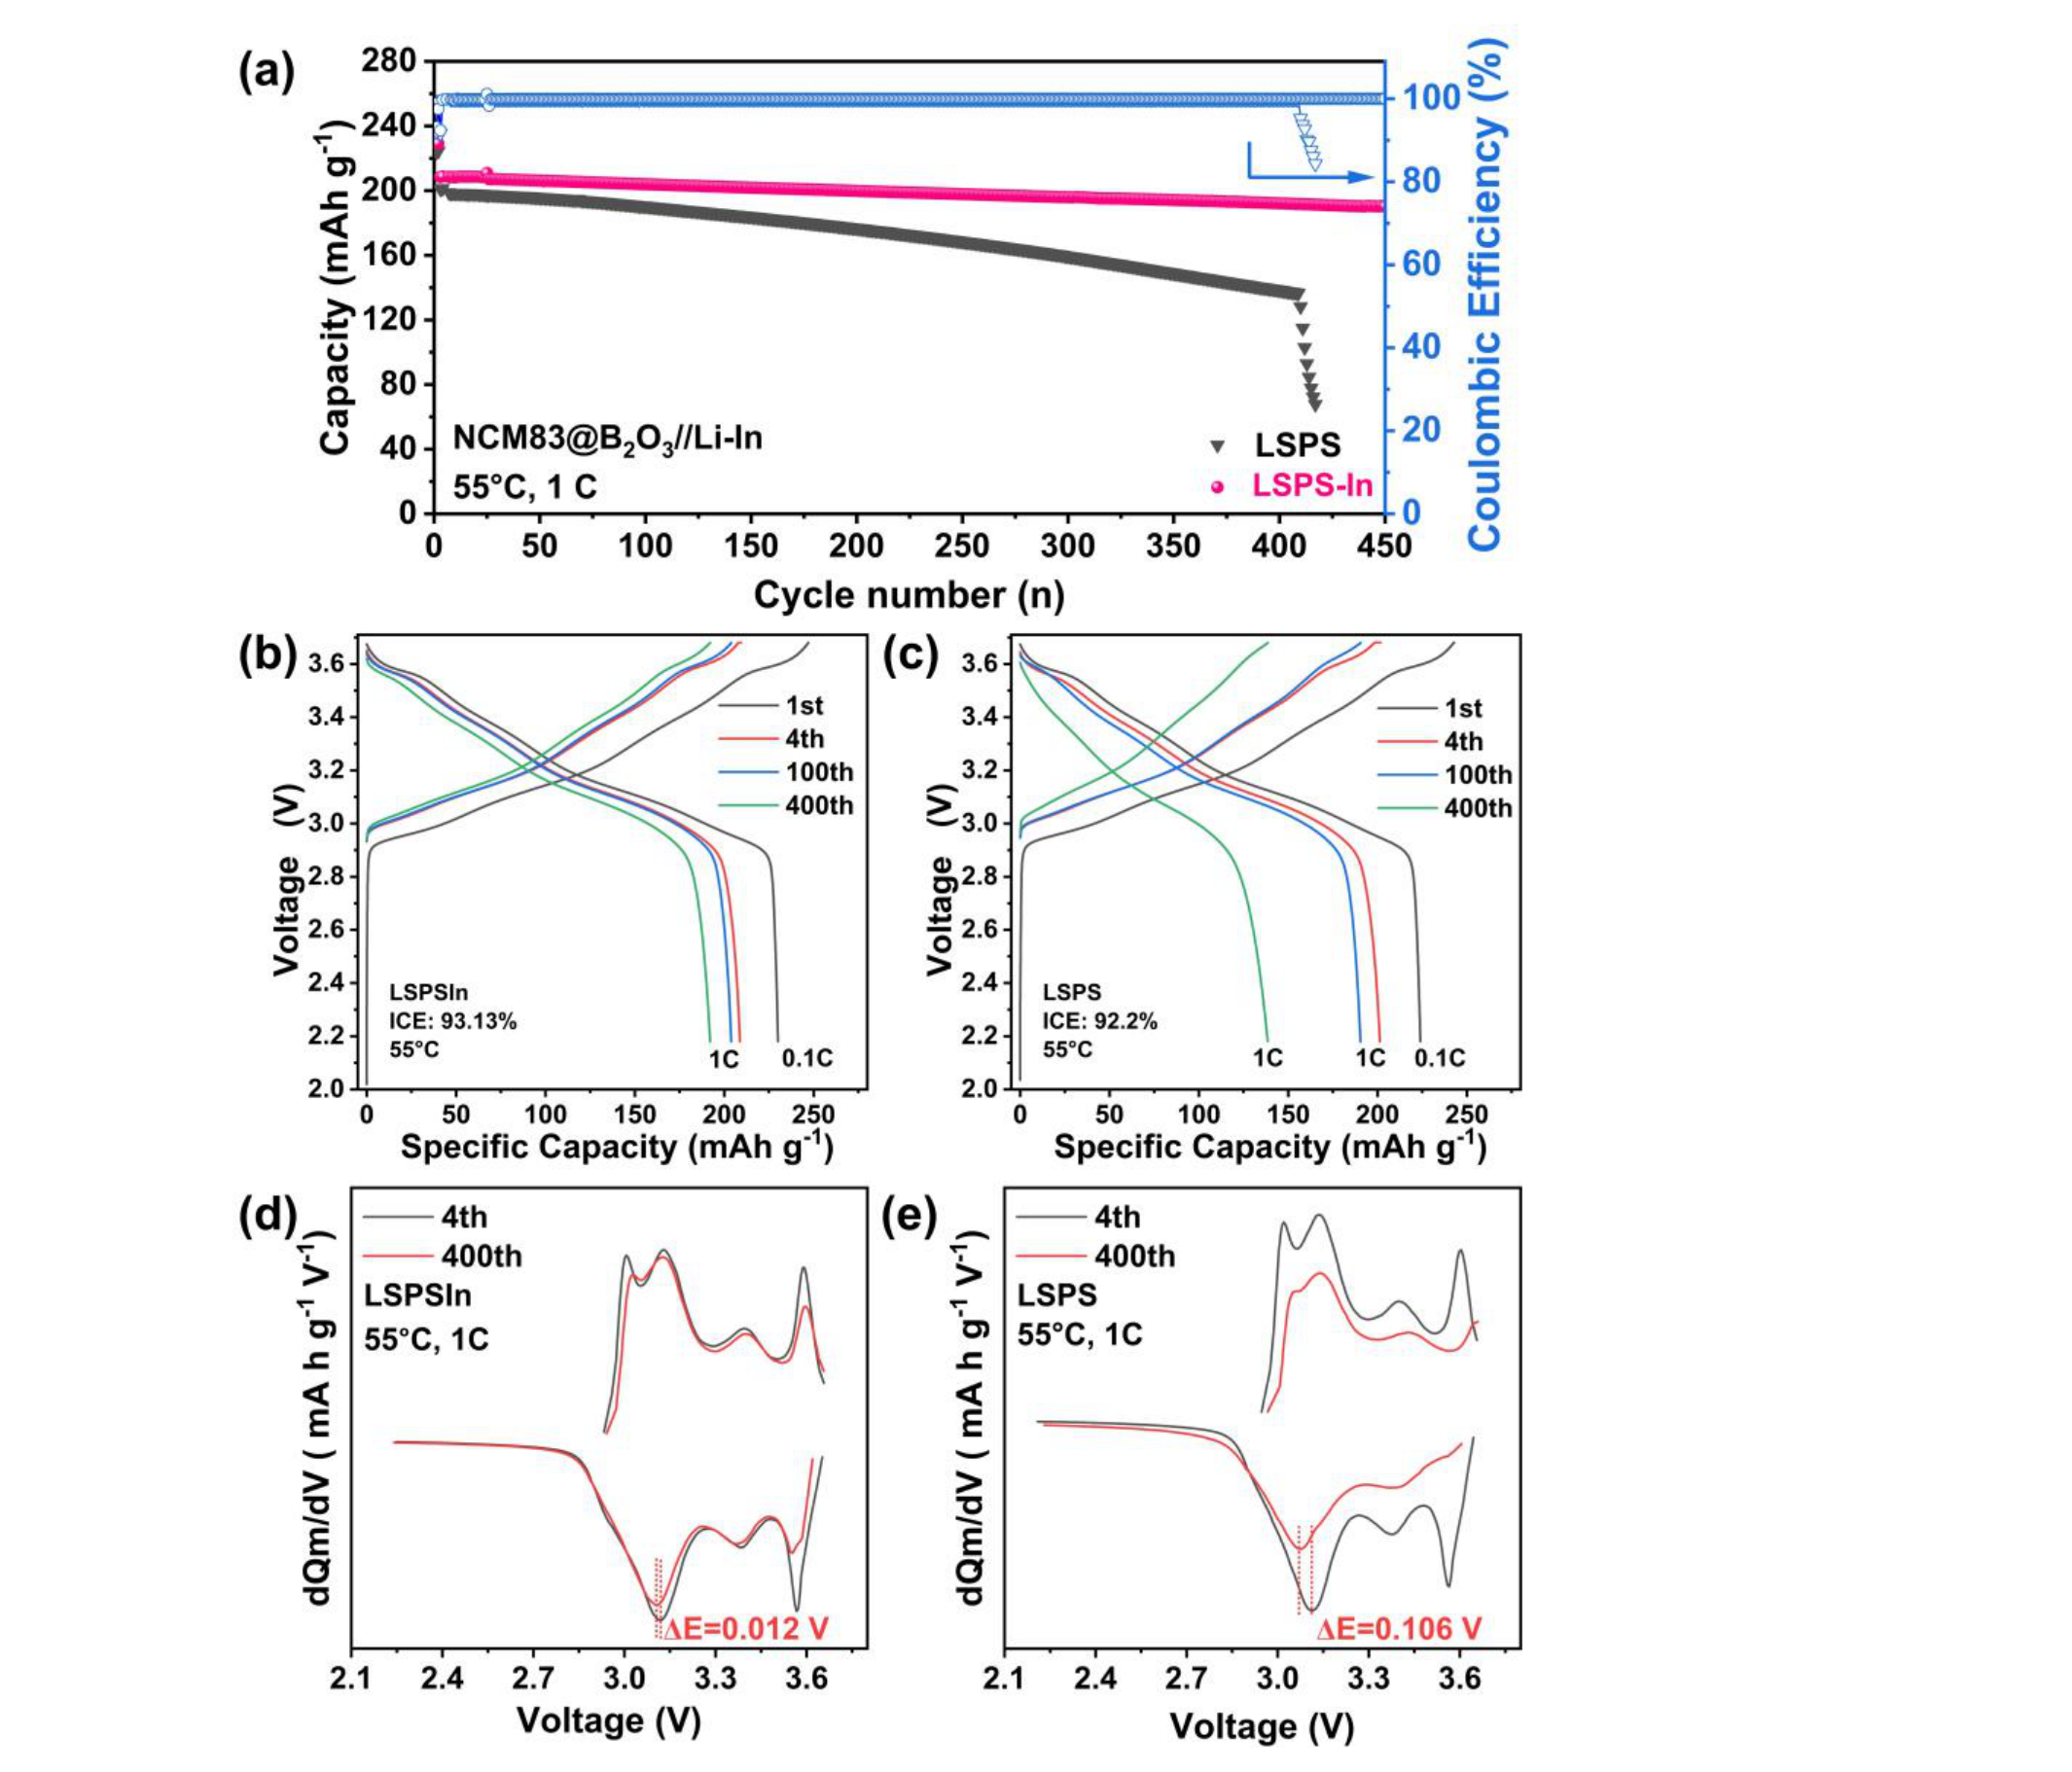 (a)
280
240
200
160
120
80
40
0
Capacity (mAh g⁻¹)
100
80
60
40
20
0
Coulombic Efficiency (%)
NCM83@B₂O₃//Li-In
55°C, 1 C
LSPS
LSPS-In
0 50 100 150 200 250 300 350 400 450
Cycle number (n)
(b)
3.6
3.4
3.2
3.0
2.8
2.6
2.4
2.2
2.0
Voltage (V)
1st
4th
100th
400th
LSPSIn
ICE: 93.13%
55°C
1C 0.1C
0 50 100 150 200 250
Specific Capacity (mAh g⁻¹)
(c)
3.6
3.4
3.2
3.0
2.8
2.6
2.4
2.2
2.0
Voltage (V)
1st
4th
100th
400th
LSPS
ICE: 92.2%
55°C
1C 1C 0.1C
0 50 100 150 200 250
Specific Capacity (mAh g⁻¹)
(d)
4th
400th
LSPSIn
55°C, 1C
dQm/dV ( mA h g⁻¹ V⁻¹)
ΔE=0.012 V
2.1 2.4 2.7 3.0 3.3 3.6
Voltage (V)
(e)
4th
400th
LSPS
55°C, 1C
dQm/dV ( mA h g⁻¹ V⁻¹)
ΔE=0.106 V
2.1 2.4 2.7 3.0 3.3 3.6
Voltage (V)